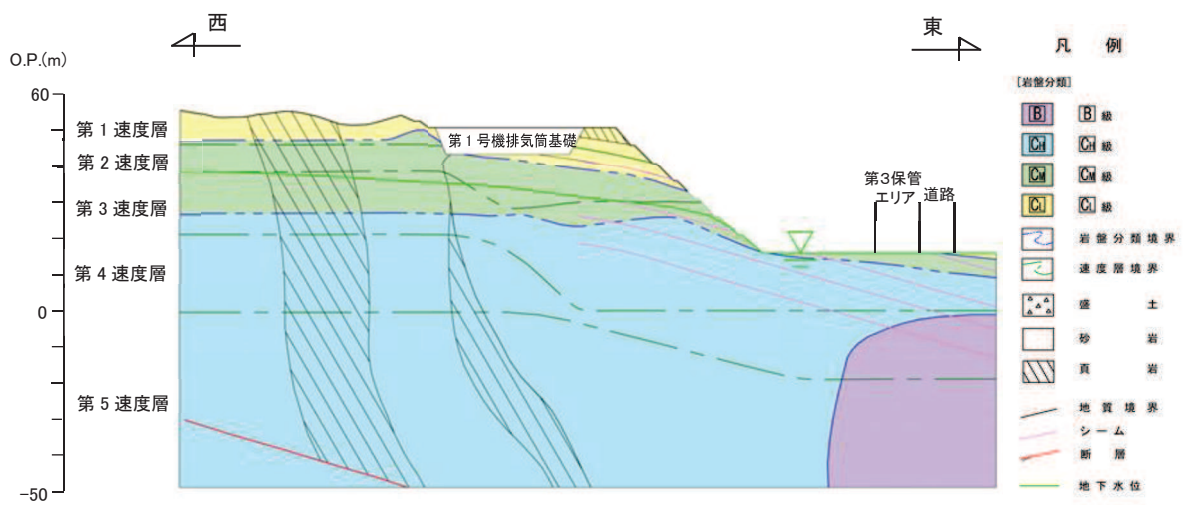 西
東
O.P.(m)
60
0
-50
第1速度層
第2速度層
第3速度層
第4速度層
第5速度層
第1号機排気筒基礎
第3保管
エリア
道路
凡 例
[岩盤分類]
B B 級
CH CH 級
CM CM 級
CL CL 級
岩盤分類境界
速度層境界
盛 土
砂 岩
頁 岩
地質境界
シーム
断 層
地下水位